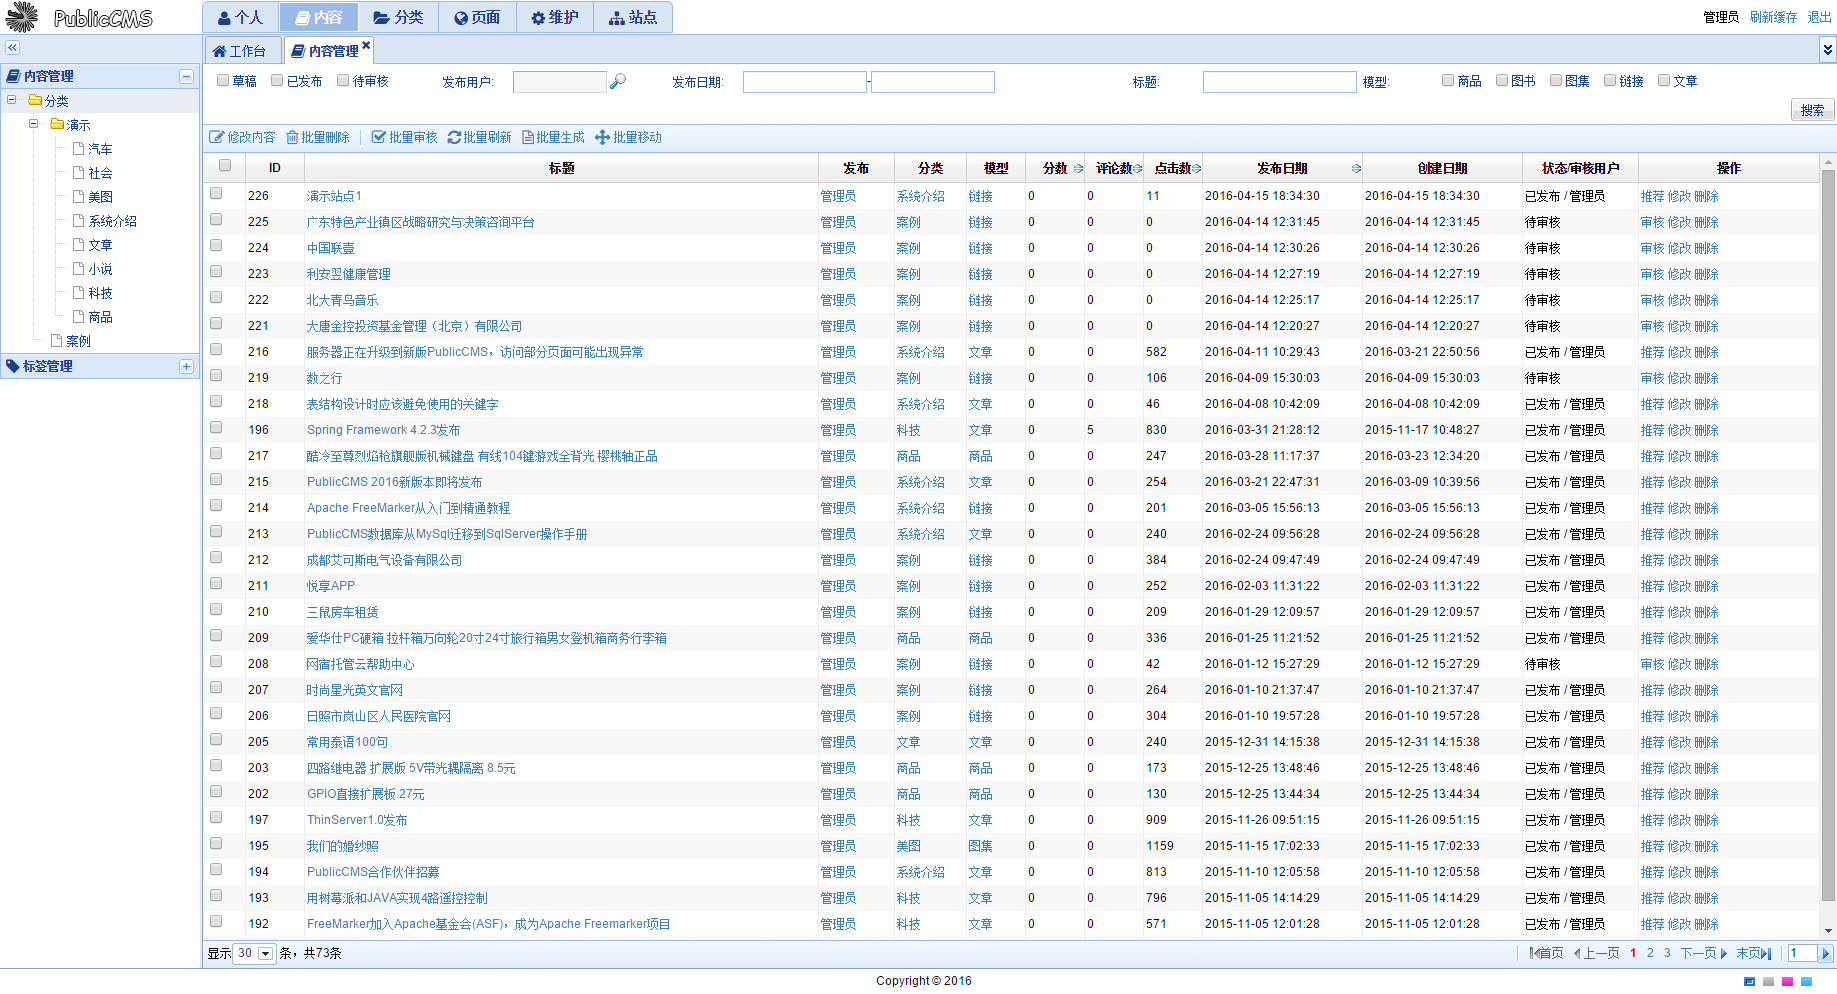 PublicCMS 个人 内容 分类 页面 维护 站点 管理员 刷新缓存 退出
工作台 内容管理
内容管理
分类
演示
汽车
社会
美图
系统介绍
文章
小说
科技
商品
案例
标签管理
草稿 已发布 待审核 发布用户: 发布日期: - 标题: 模型: 商品 图书 图集 链接 文章
搜索
修改内容 批量删除 批量审核 批量刷新 批量生成 批量移动
ID 标题 发布 分类 模型 分数 评论数 点击数 发布日期 创建日期 状态/审核用户 操作
226 演示站点1 管理员 系统介绍 链接 0 0 11 2016-04-15 18:34:30 2016-04-15 18:34:30 已发布 / 管理员 推荐 修改 删除
225 广东特色产业镇区战略研究与决策咨询平台 管理员 案例 链接 0 0 0 2016-04-14 12:31:45 2016-04-14 12:31:45 待审核 审核 修改 删除
224 中国联壹 管理员 案例 链接 0 0 0 2016-04-14 12:30:26 2016-04-14 12:30:26 待审核 审核 修改 删除
223 利安翌健康管理 管理员 案例 链接 0 0 0 2016-04-14 12:27:19 2016-04-14 12:27:19 待审核 审核 修改 删除
222 北大青鸟音乐 管理员 案例 链接 0 0 0 2016-04-14 12:25:17 2016-04-14 12:25:17 待审核 审核 修改 删除
221 大唐金控投资基金管理（北京）有限公司 管理员 案例 链接 0 0 0 2016-04-14 12:20:27 2016-04-14 12:20:27 待审核 审核 修改 删除
216 服务器正在升级到新版PublicCMS，访问部分页面可能出现异常 管理员 系统介绍 文章 0 0 582 2016-04-11 10:29:43 2016-03-21 22:50:56 已发布 / 管理员 推荐 修改 删除
219 数之行 管理员 案例 链接 0 0 106 2016-04-09 15:30:03 2016-04-09 15:30:03 待审核 审核 修改 删除
218 表结构设计时应该避免使用的关键字 管理员 系统介绍 文章 0 0 46 2016-04-08 10:42:09 2016-04-08 10:42:09 已发布 / 管理员 推荐 修改 删除
196 Spring Framework 4.2.3发布 管理员 科技 文章 0 5 830 2016-03-31 21:28:12 2015-11-17 10:48:27 已发布 / 管理员 推荐 修改 删除
217 酷冷至尊烈焰枪旗舰版机械键盘 有线104键游戏全背光 樱桃轴正品 管理员 商品 商品 0 0 247 2016-03-28 11:17:37 2016-03-23 12:34:20 已发布 / 管理员 推荐 修改 删除
215 PublicCMS 2016新版本即将发布 管理员 系统介绍 文章 0 0 254 2016-03-21 22:47:31 2016-03-09 10:39:56 已发布 / 管理员 推荐 修改 删除
214 Apache FreeMarker从入门到精通教程 管理员 系统介绍 链接 0 0 201 2016-03-05 15:56:13 2016-03-05 15:56:13 已发布 / 管理员 推荐 修改 删除
213 PublicCMS数据库从MySql迁移到SqlServer操作手册 管理员 系统介绍 文章 0 0 240 2016-02-24 09:56:28 2016-02-24 09:56:28 已发布 / 管理员 推荐 修改 删除
212 成都艾可斯电气设备有限公司 管理员 案例 链接 0 0 384 2016-02-24 09:47:49 2016-02-24 09:47:49 已发布 / 管理员 推荐 修改 删除
211 悦享APP 管理员 案例 链接 0 0 252 2016-02-03 11:31:22 2016-02-03 11:31:22 已发布 / 管理员 推荐 修改 删除
210 三鼠房车租赁 管理员 案例 链接 0 0 209 2016-01-29 12:09:57 2016-01-29 12:09:57 已发布 / 管理员 推荐 修改 删除
209 爱华仕PC硬箱 拉杆箱万向轮20寸24寸旅行箱男女登机箱商务行李箱 管理员 商品 商品 0 0 336 2016-01-25 11:21:52 2016-01-25 11:21:52 已发布 / 管理员 推荐 修改 删除
208 网宿托管云帮助中心 管理员 案例 链接 0 0 42 2016-01-12 15:27:29 2016-01-12 15:27:29 待审核 审核 修改 删除
207 时尚星光英文官网 管理员 案例 链接 0 0 264 2016-01-10 21:37:47 2016-01-10 21:37:47 已发布 / 管理员 推荐 修改 删除
206 日照市岚山区人民医院官网 管理员 案例 链接 0 0 304 2016-01-10 19:57:28 2016-01-10 19:57:28 已发布 / 管理员 推荐 修改 删除
205 常用泰语100句 管理员 文章 文章 0 0 240 2015-12-31 14:15:38 2015-12-31 14:15:38 已发布 / 管理员 推荐 修改 删除
203 四路继电器 扩展版 5V带光耦隔离 8.5元 管理员 商品 商品 0 0 173 2015-12-25 13:48:46 2015-12-25 13:48:46 已发布 / 管理员 推荐 修改 删除
202 GPIO直接扩展板 27元 管理员 商品 商品 0 0 130 2015-12-25 13:44:34 2015-12-25 13:44:34 已发布 / 管理员 推荐 修改 删除
197 ThinServer1.0发布 管理员 科技 文章 0 0 909 2015-11-26 09:51:15 2015-11-26 09:51:15 已发布 / 管理员 推荐 修改 删除
195 我们的婚纱照 管理员 美图 图集 0 0 1159 2015-11-15 17:02:33 2015-11-15 17:02:33 已发布 / 管理员 推荐 修改 删除
194 PublicCMS合作伙伴招募 管理员 系统介绍 文章 0 0 813 2015-11-10 12:05:58 2015-11-10 12:05:58 已发布 / 管理员 推荐 修改 删除
193 用树莓派和JAVA实现4路遥控控制 管理员 科技 文章 0 0 796 2015-11-05 14:14:29 2015-11-05 14:14:29 已发布 / 管理员 推荐 修改 删除
192 FreeMarker加入Apache基金会(ASF)，成为Apache Freemarker项目 管理员 科技 文章 0 0 571 2015-11-05 12:01:28 2015-11-05 12:01:28 已发布 / 管理员 推荐 修改 删除
显示 30 条，共73条 首页 上一页 1 2 3 下一页 末页 1
Copyright © 2016